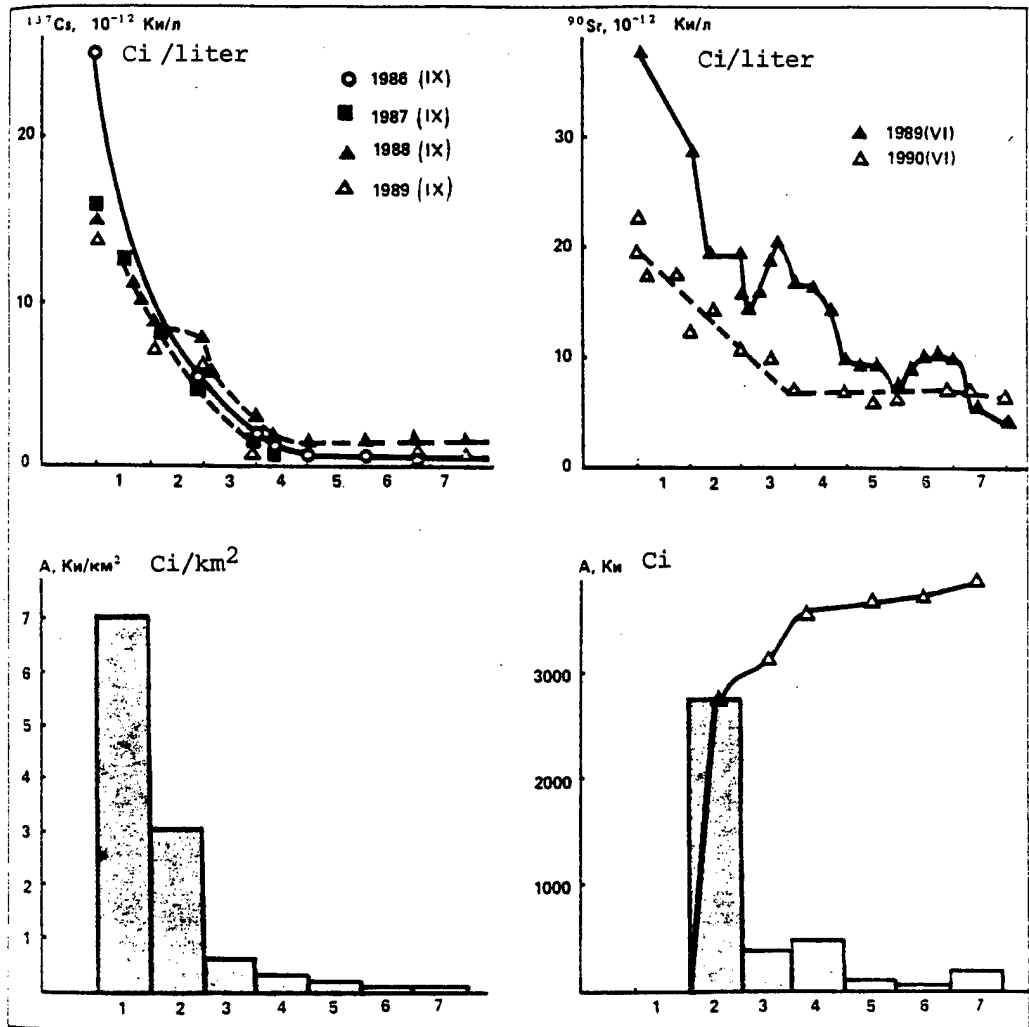 ¹³⁷Cs, 10⁻¹² Ки/л
Ci /liter
1986 (IX)
1987 (IX)
1988 (IX)
1989 (IX)
20
10
0
1 2 3 4 5 6 7
⁹⁰Sr, 10⁻¹² Ки/л
Ci/liter
1989(VI)
1990(VI)
30
20
10
0
1 2 3 4 5 6 7
A, Ки/км² Ci/km²
7
6
5
4
3
2
1
1 2 3 4 5 6 7
A, Ки Ci
3000
2000
1000
1 2 3 4 5 6 7